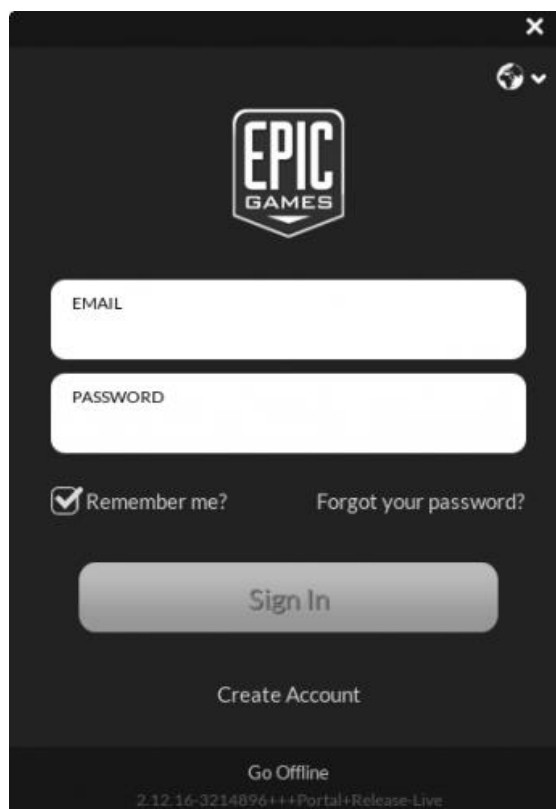 EPIC
GAMES
EMAIL
PASSWORD
Remember me? Forgot your password?
Sign In
Create Account
Go Offline
2.12.16-3214896+++Portal+Release-Live